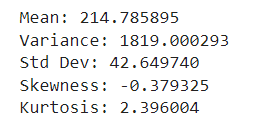 Mean: 214.785895
Variance: 1819.000293
Std Dev: 42.649740
Skewness: -0.379325
Kurtosis: 2.396004